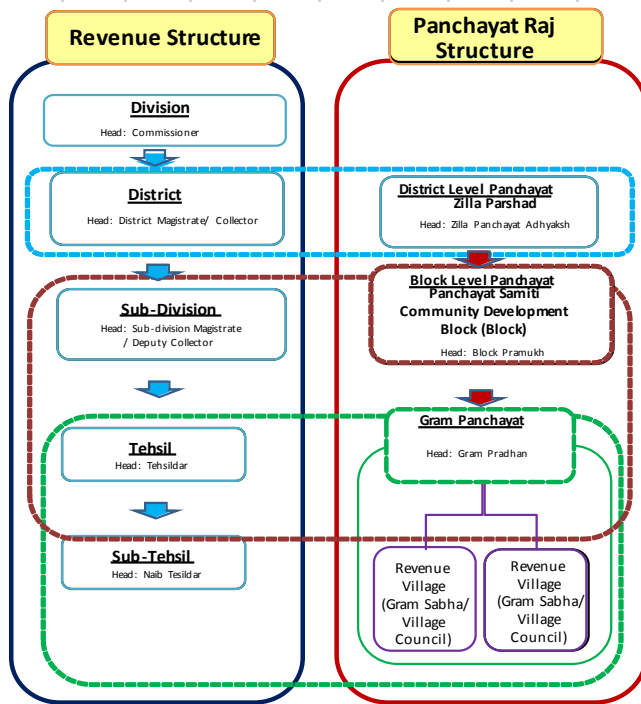 Revenue Structure
Division
Head: Commissioner
District
Head: District Magistrate/ Collector
Sub-Division
Head: Sub-division Magistrate
/ Deputy Collector
Tehsil
Head: Tehsildar
Sub-Tehsil
Head: Naib Tesildar
Panchayat Raj
Structure
District Level Panchayat
Zilla Parshad
Head: Zilla Panchayat Adhyaksh
Block Level Panchayat
Panchayat Samiti
Community Development
Block (Block)
Head: Block Pramukh
Gram Panchayat
Head: Gram Pradhan
Revenue
Village
(Gram Sabha/
Village
Council)
Revenue
Village
(Gram Sabha/
Village
Council)